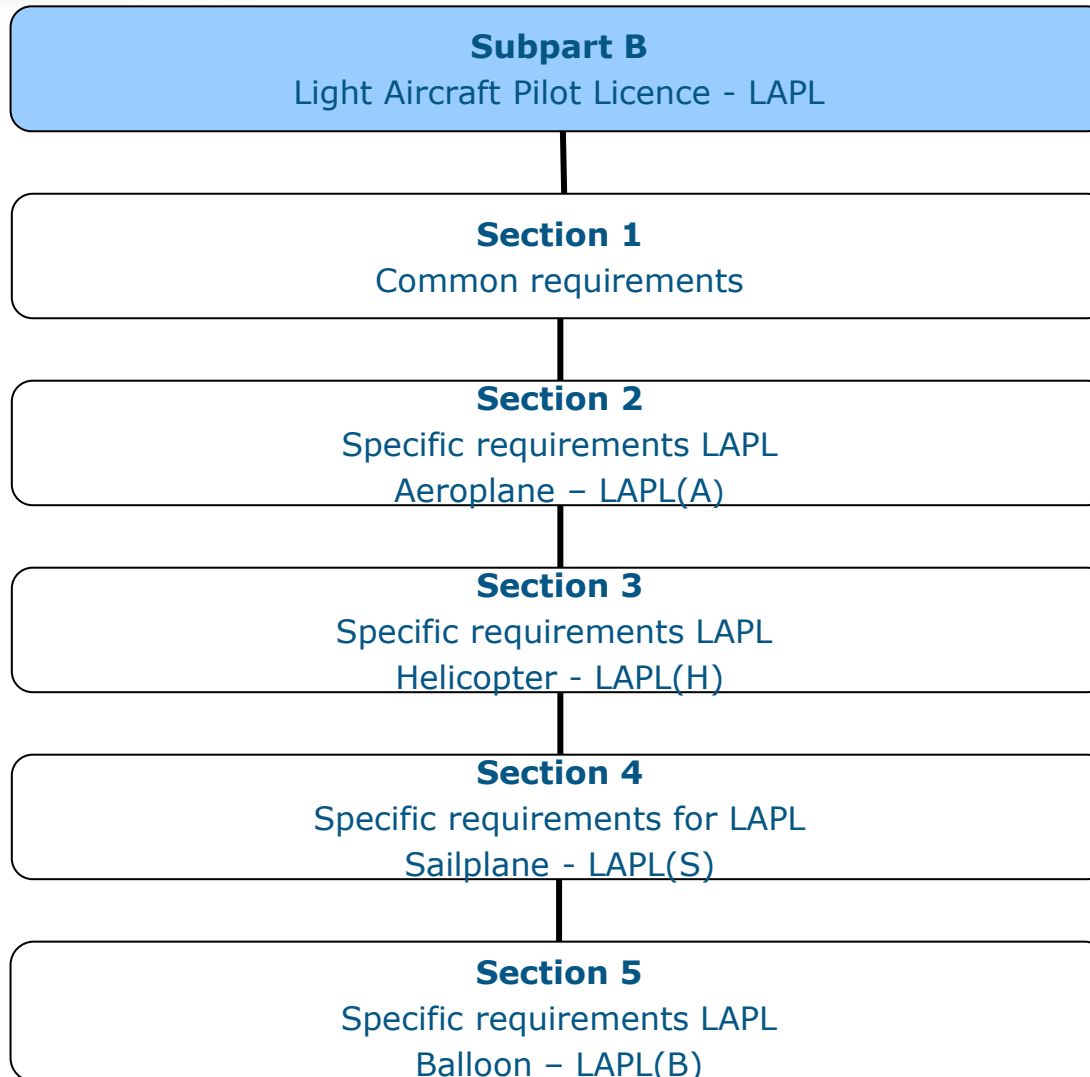 Subpart B
Light Aircraft Pilot Licence - LAPL
Section 1
Common requirements
Section 2
Specific requirements LAPL
Aeroplane – LAPL(A)
Section 3
Specific requirements LAPL
Helicopter - LAPL(H)
Section 4
Specific requirements for LAPL
Sailplane - LAPL(S)
Section 5
Specific requirements LAPL
Balloon – LAPL(B)